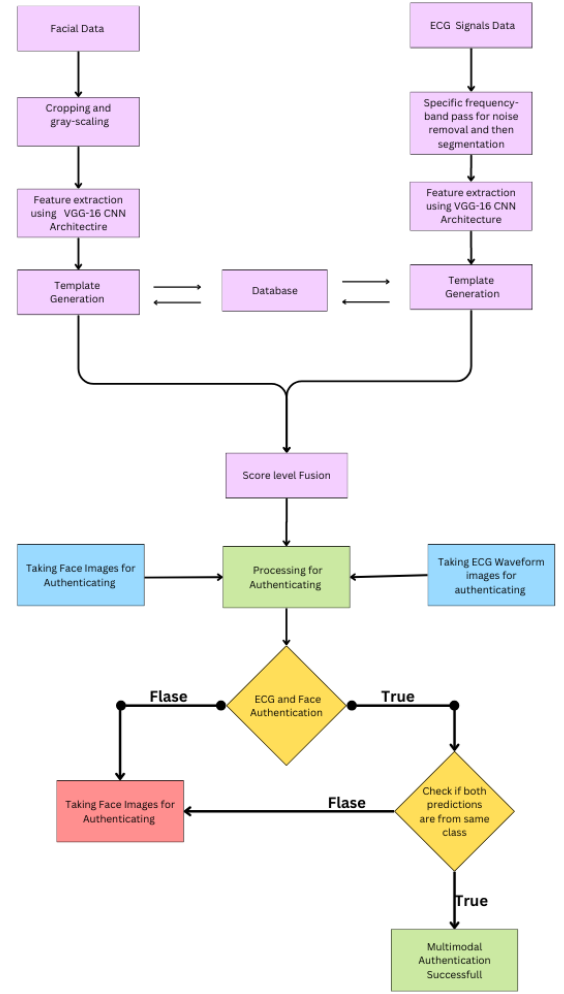 Facial Data
ECG Signals Data
Cropping and
gray-scaling
Specific frequency-
band pass for noise
removal and then
segmentation
Feature extraction
using VGG-16 CNN
Architectire
Feature extraction
using VGG-16 CNN
Architecture
Template
Generation
Database
Template
Generation
Score level Fusion
Taking Face Images for
Authenticating
Processing for
Authenticating
Taking ECG Waveform
images for
authenticating
Flase
ECG and Face
Authentication
True
Taking Face Images for
Authenticating
Flase
Check if both
predictions
are from same
class
True
Multimodal
Authentication
Successfull